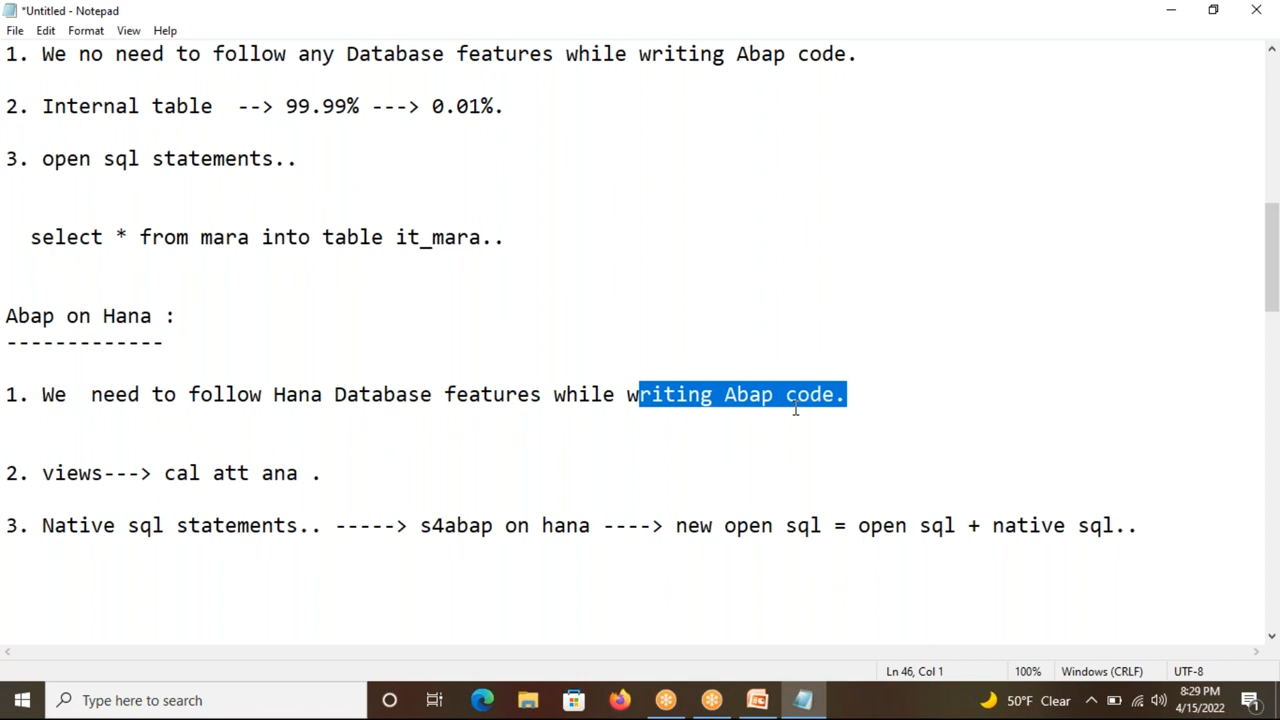 *Untitled - Notepad
File Edit Format View Help
1. We no need to follow any Database features while writing Abap code.
2. Internal table --> 99.99% ---> 0.01%.
3. open sql statements..
select * from mara into table it_mara..
Abap on Hana :
-------------
1. We  need to follow Hana Database features while writing Abap code.
2. views---> cal att ana .
3. Native sql statements.. -----> s4abap on hana ----> new open sql = open sql + native sql..
Ln 46, Col 1 100% Windows (CRLF) UTF-8
Type here to search
50°F Clear
8:29 PM
4/15/2022
1